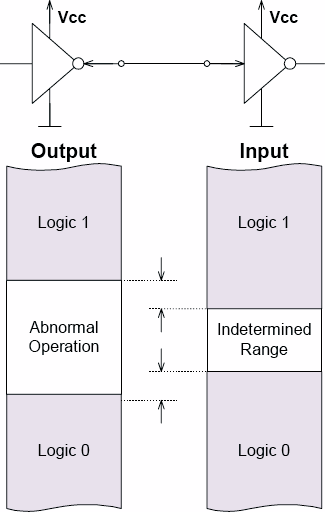 Vcc
Vcc
Output
Input
Logic 1
Logic 1
Abnormal
Operation
Indetermined
Range
Logic 0
Logic 0